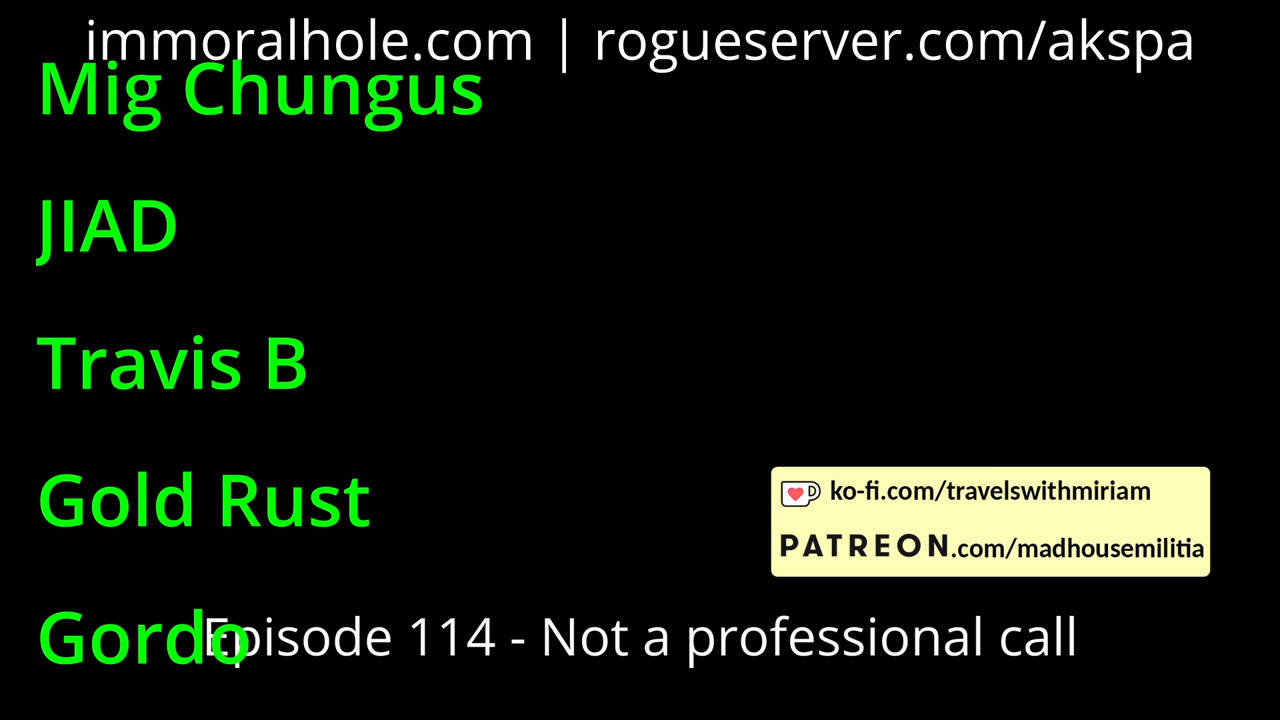 immoralhole.com | rogueserver.com/akspa
Mig Chungus
JIAD
Travis B
Gold Rust
ko-fi.com/travelswithmiriam
PATREON.com/madhousemilitia
Gordo
Episode 114 - Not a professional call